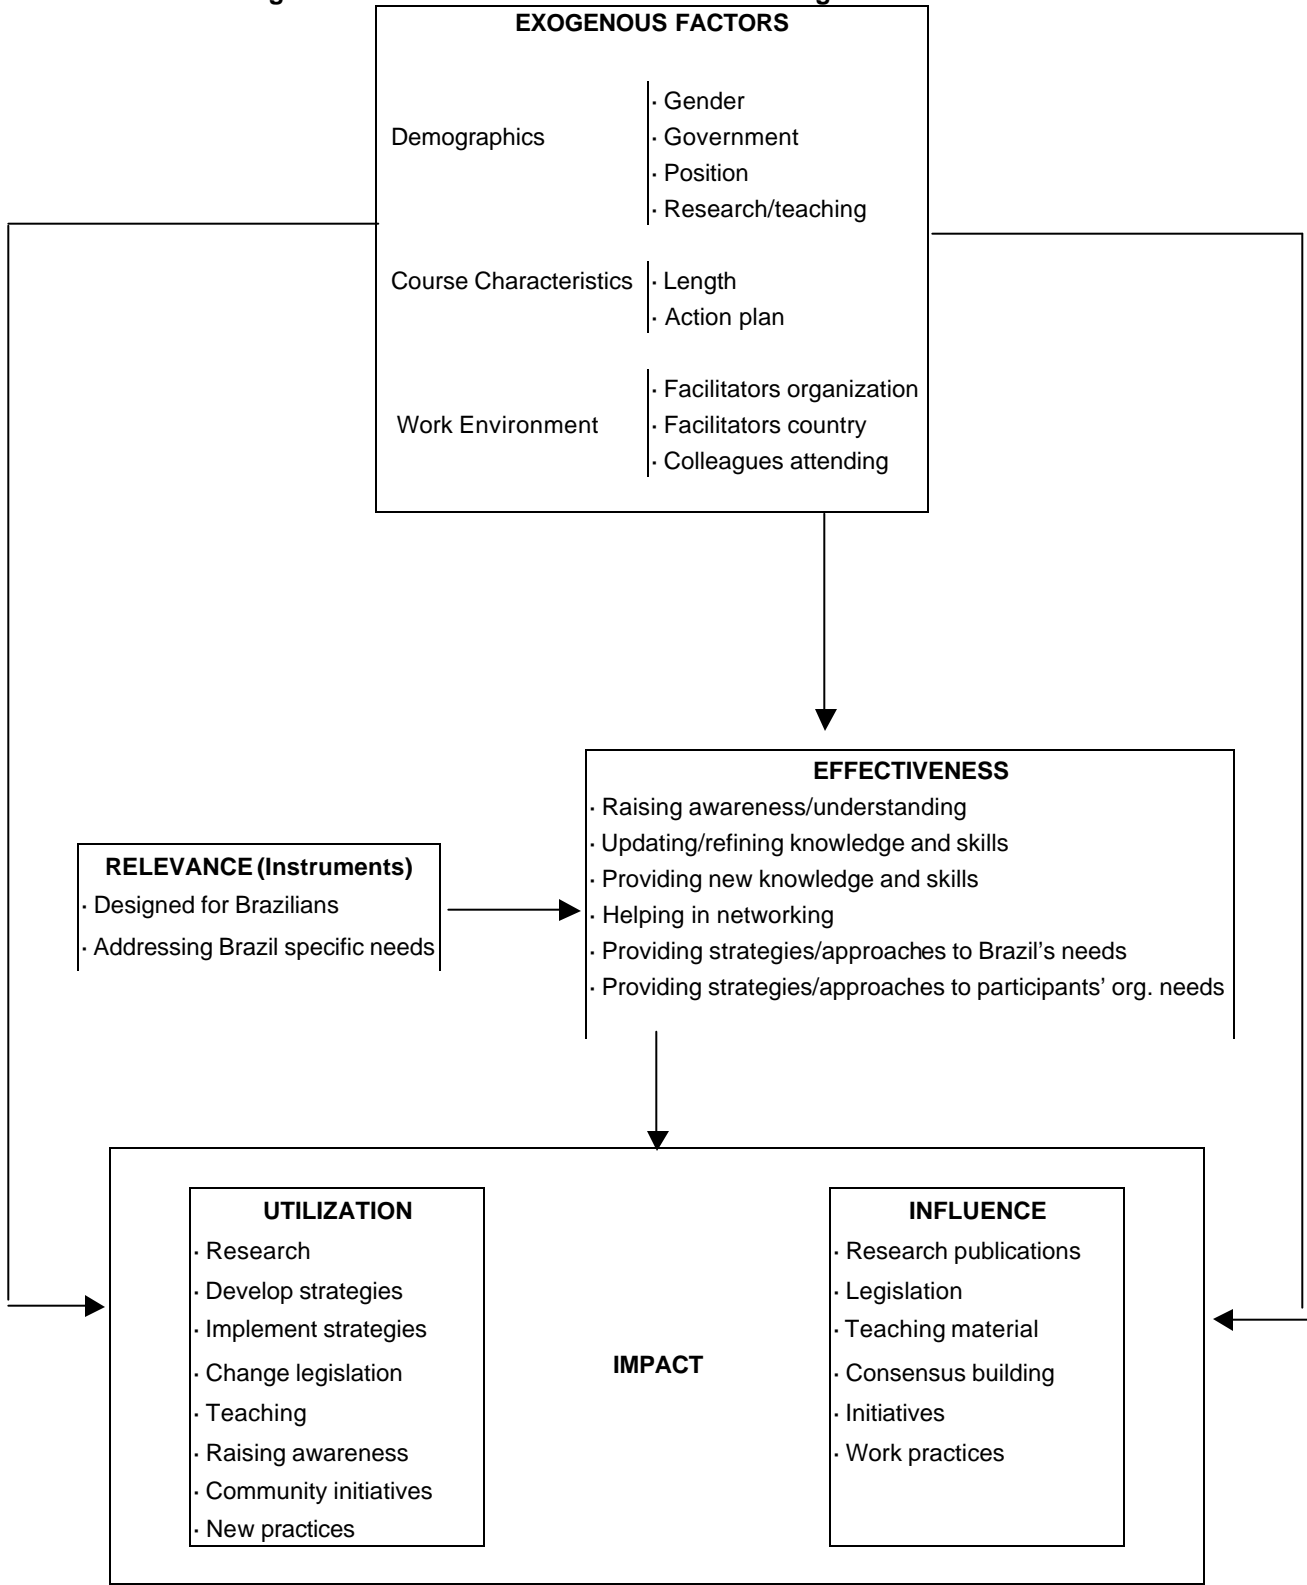 EXOGENOUS FACTORS
Demographics
· Gender
· Government
· Position
· Research/teaching
Course Characteristics
· Length
· Action plan
Work Environment
· Facilitators organization
· Facilitators country
· Colleagues attending
EFFECTIVENESS
· Raising awareness/understanding
· Updating/refining knowledge and skills
· Providing new knowledge and skills
· Helping in networking
· Providing strategies/approaches to Brazil's needs
· Providing strategies/approaches to participants' org. needs
RELEVANCE (Instruments)
· Designed for Brazilians
· Addressing Brazil specific needs
UTILIZATION
· Research
· Develop strategies
· Implement strategies
· Change legislation
· Teaching
· Raising awareness
· Community initiatives
· New practices
IMPACT
INFLUENCE
· Research publications
· Legislation
· Teaching material
· Consensus building
· Initiatives
· Work practices